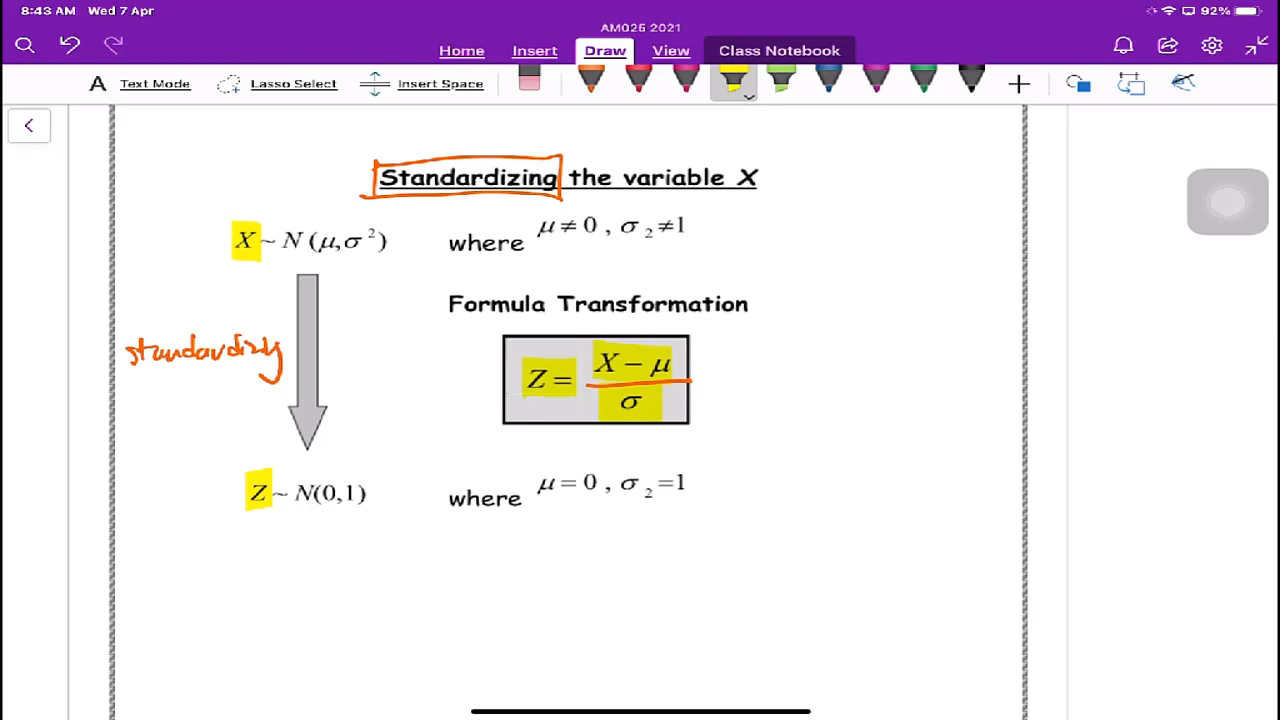 8:43 AM Wed 7 Apr
92%
AM025 2021
Home Insert Draw View Class Notebook
A Text Mode Lasso Select Insert Space
Standardizing the variable X
X ~ N (μ,σ²) where μ ≠ 0 , σ₂ ≠ 1
Formula Transformation
standardizing
Z = X − μ
σ
Z ~ N(0,1) where μ = 0 , σ₂ = 1